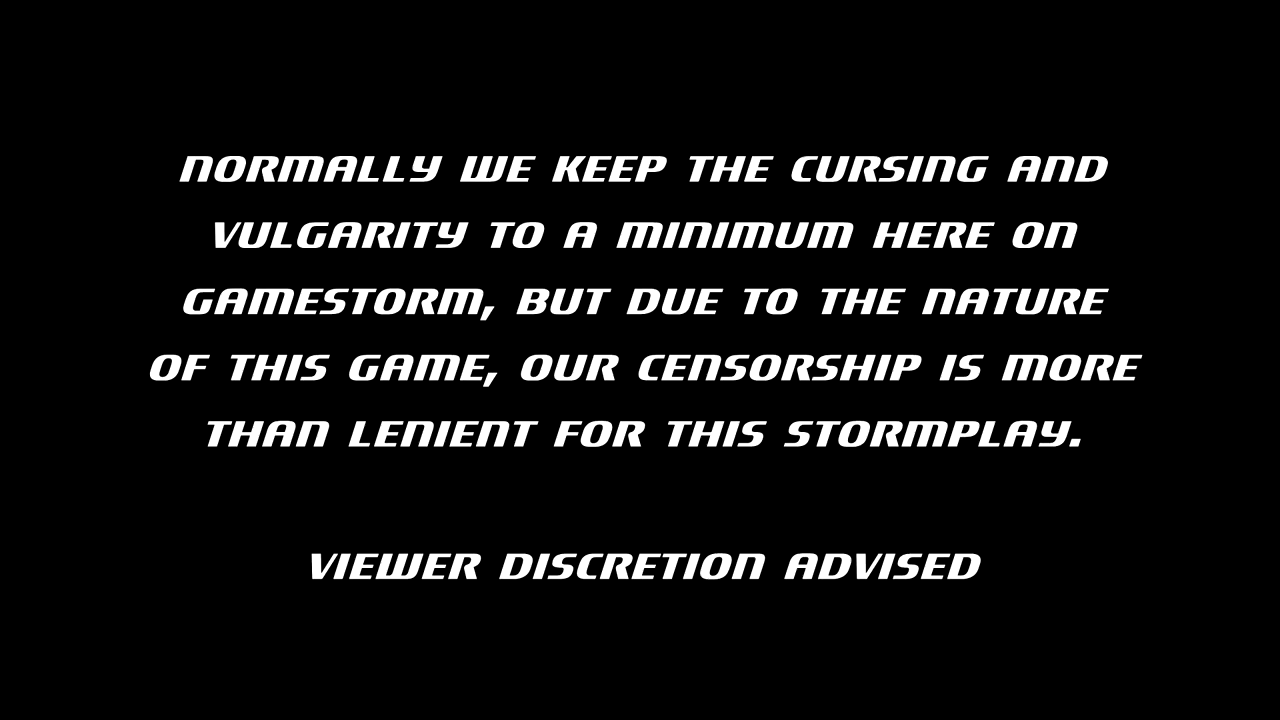 NORMALLY WE KEEP THE CURSING AND
VULGARITY TO A MINIMUM HERE ON
GAMESTORM, BUT DUE TO THE NATURE
OF THIS GAME, OUR CENSORSHIP IS MORE
THAN LENIENT FOR THIS STORMPLAY.
VIEWER DISCRETION ADVISED